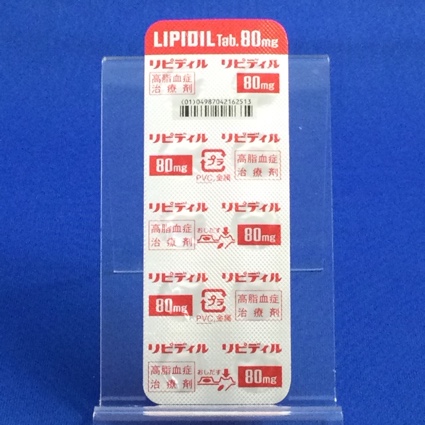 LIPIDIL Tab. 80mg
リピディル リピディル
高脂血症
治療剤
80mg
(01)04987042162513
リピディル リピディル
80mg
プラ
PVC,金属
高脂血症
治療剤
リピディル リピディル
高脂血症
治療剤
おしだす
80mg
リピディル リピディル
80mg
プラ
PVC,金属
高脂血症
治療剤
リピディル リピディル
高脂血症
治療剤
おしだす
80mg